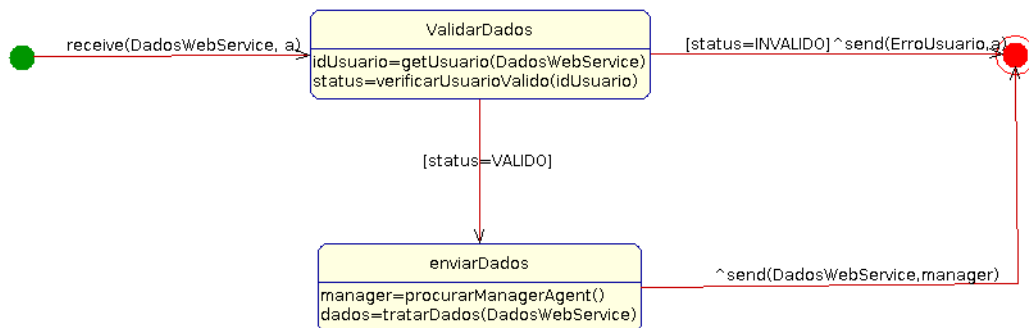 ValidarDados
receive(DadosWebService, a)
idUsuario=getUsuario(DadosWebService)
status=verificarUsuarioValido(idUsuario)
[status=INVALIDO]^send(ErroUsuario,a)
[status=VALIDO]
enviarDados
manager=procurarManagerAgent()
dados=tratarDados(DadosWebService)
^send(DadosWebService,manager)